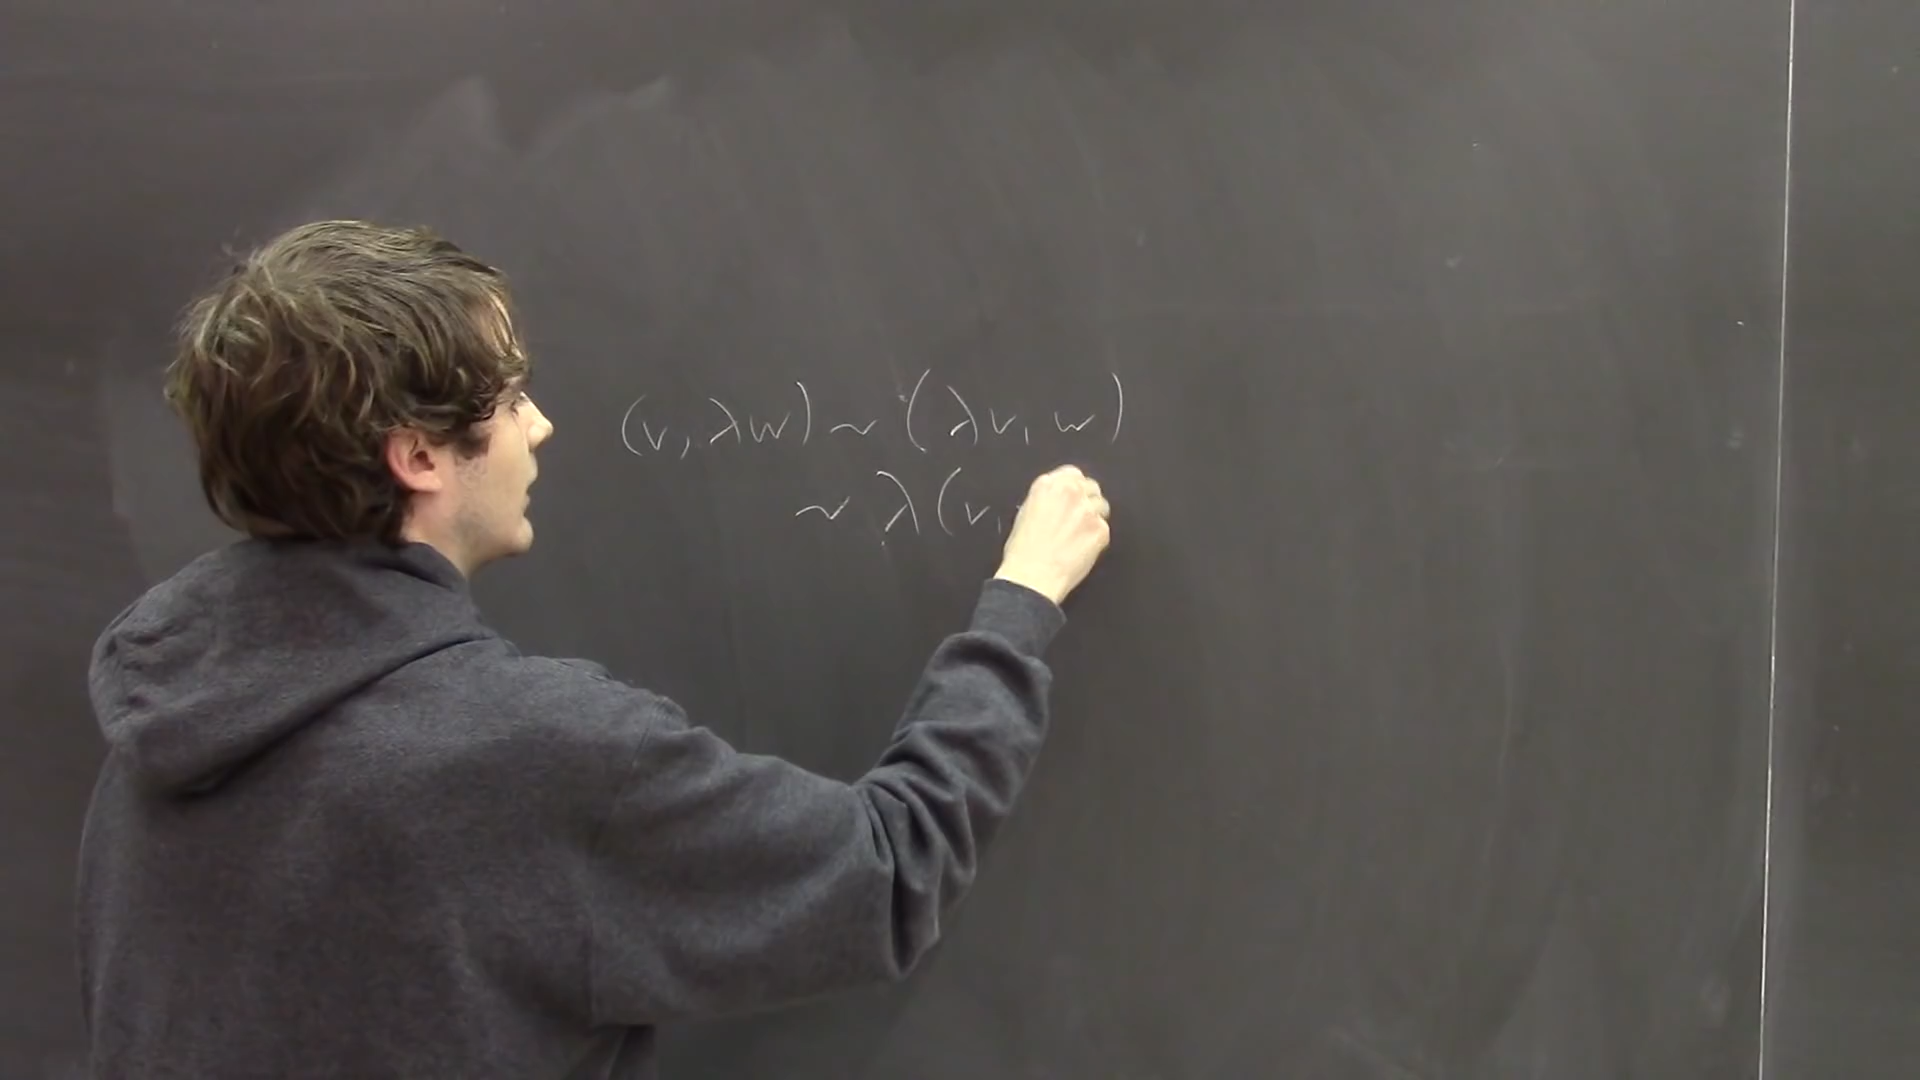 (v, λw) ~ (λv, w)
~ λ(v,